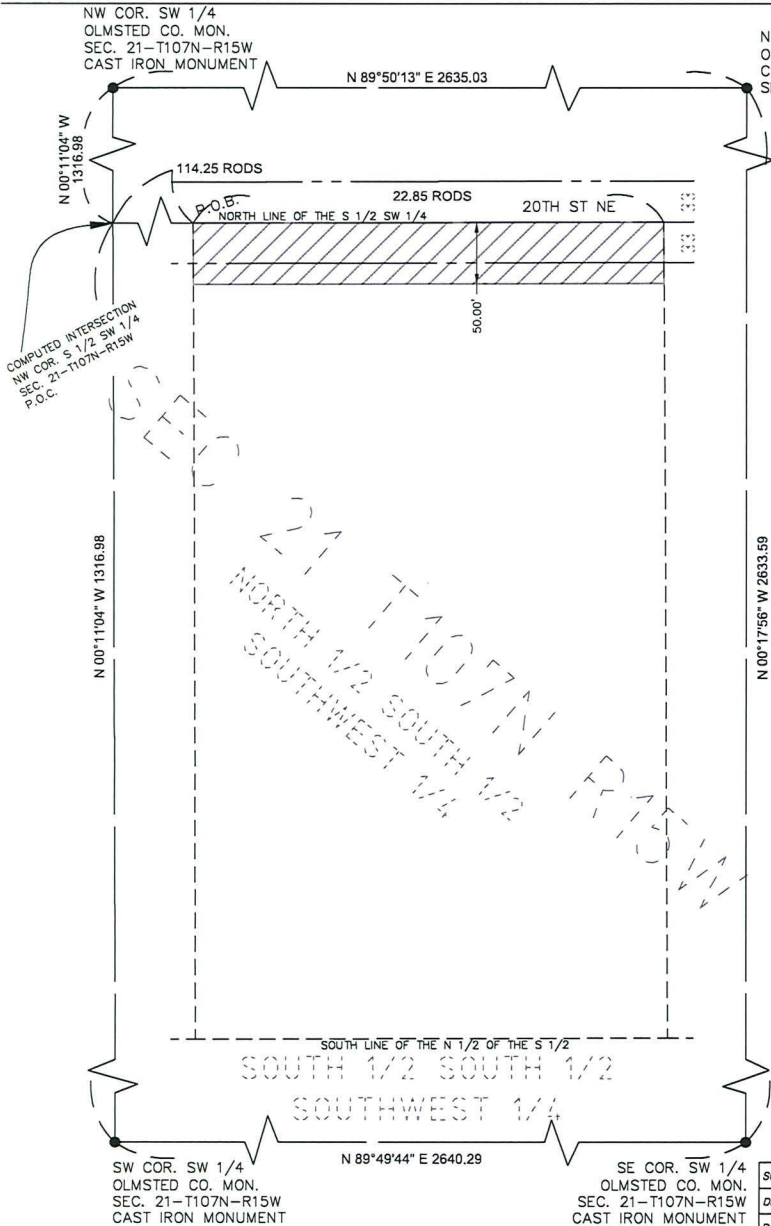 NW COR. SW 1/4
OLMSTED CO. MON.
SEC. 21-T107N-R15W
CAST IRON MONUMENT
N 89°50'13" E 2635.03
N
O
C
S
N 00°11'04" W
1316.98
114.25 RODS
22.85 RODS
P.O.B.
NORTH LINE OF THE S 1/2 SW 1/4
20TH ST NE
50.00'
COMPUTED INTERSECTION
NW COR. S 1/2 SW 1/4
SEC. 21-T107N-R15W
P.O.C.
SEC 21 T107N R15W
NORTH 1/2 SOUTH 1/2
SOUTHWEST 1/4
N 00°11'04" W 1316.98
N 00°17'56" W 2633.59
SOUTH LINE OF THE N 1/2 OF THE S 1/2
SOUTH 1/2 SOUTH 1/2
SOUTHWEST 1/4
N 89°49'44" E 2640.29
SW COR. SW 1/4
OLMSTED CO. MON.
SEC. 21-T107N-R15W
CAST IRON MONUMENT
SE COR. SW 1/4
OLMSTED CO. MON.
SEC. 21-T107N-R15W
CAST IRON MONUMENT